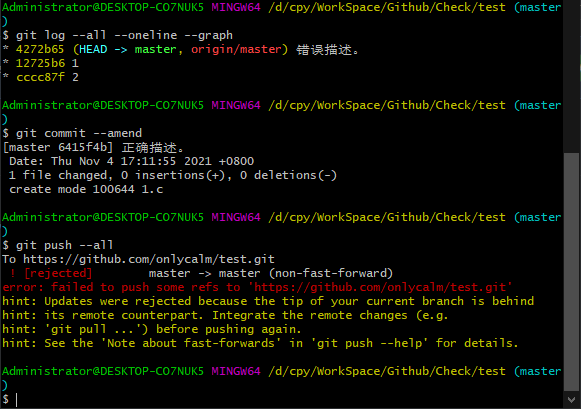 Administrator@DESKTOP-CO7NUK5 MINGW64 /d/cpy/WorkSpace/Github/Check/test (master
)
$ git log --all --oneline --graph
* 4272b65 (HEAD -> master, origin/master) 错误描述。
* 12725b6 1
* cccc87f 2
Administrator@DESKTOP-CO7NUK5 MINGW64 /d/cpy/WorkSpace/Github/Check/test (master
)
$ git commit --amend
[master 6415f4b] 正确描述。
Date: Thu Nov 4 17:11:55 2021 +0800
1 file changed, 0 insertions(+), 0 deletions(-)
create mode 100644 1.c
Administrator@DESKTOP-CO7NUK5 MINGW64 /d/cpy/WorkSpace/Github/Check/test (master
)
$ git push --all
To https://github.com/onlycalm/test.git
! [rejected] master -> master (non-fast-forward)
error: failed to push some refs to 'https://github.com/onlycalm/test.git'
hint: Updates were rejected because the tip of your current branch is behind
hint: its remote counterpart. Integrate the remote changes (e.g.
hint: 'git pull ...') before pushing again.
hint: See the 'Note about fast-forwards' in 'git push --help' for details.
Administrator@DESKTOP-CO7NUK5 MINGW64 /d/cpy/WorkSpace/Github/Check/test (master
)
$